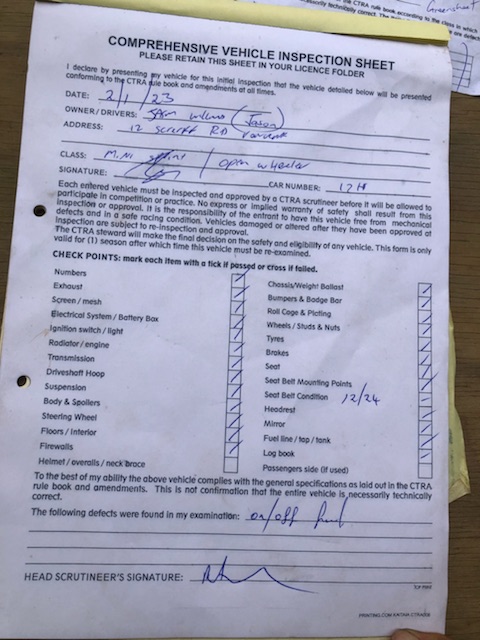 COMPREHENSIVE VEHICLE INSPECTION SHEET
PLEASE RETAIN THIS SHEET IN YOUR LICENCE FOLDER
I declare by presenting my vehicle for this initial inspection that the vehicle detailed below will be presented
conforming to the CTRA rule book and amendments at all times.
DATE: 2/1/23
OWNER/DRIVERS: (Jason)
ADDRESS: 12 RD
CLASS: MINI Sprint / open wheeler
SIGNATURE: CAR NUMBER: 17H
Each entered vehicle must be inspected and approved by a CTRA scrutineer before it will be allowed to
participate in competition or practice. No express or implied warranty of safety shall result from this
inspection or approval. It is the responsibility of the entrant to have this vehicle free from mechanical
defects and in a safe racing condition. Vehicles damaged or altered after they have been approved of
inspection are subject to re-inspection and approval.
The CTRA steward will make the final decision on the safety and eligibility of any vehicle. This form is only
valid for (1) season after which time this vehicle must be re-examined.
CHECK POINTS: mark each item with a tick if passed or cross if failed.
Numbers
Exhaust
Screen / mesh
Electrical System / Battery Box
Ignition switch / light
Radiator / engine
Transmission
Driveshaft Hoop
Suspension
Body & Spoilers
Steering Wheel
Floors / Interior
Firewalls
Helmet / overalls / neck brace
Chassis/Weight Ballast
Bumpers & Badge Bar
Roll Cage & Plating
Wheels / Studs & Nuts
Tyres
Brakes
Seat
Seat Belt Mounting Points
Seat Belt Condition 12/24
Headrest
Mirror
Fuel line / tap / tank
Log book
Passengers side (if used)
To the best of my ability the above vehicle complies with the general specifications as laid out in the CTRA
rule book and amendments. This is not confirmation that the entire vehicle is necessarily technically
correct.
The following defects were found in my examination: on/off fuel
HEAD SCRUTINEER'S SIGNATURE: